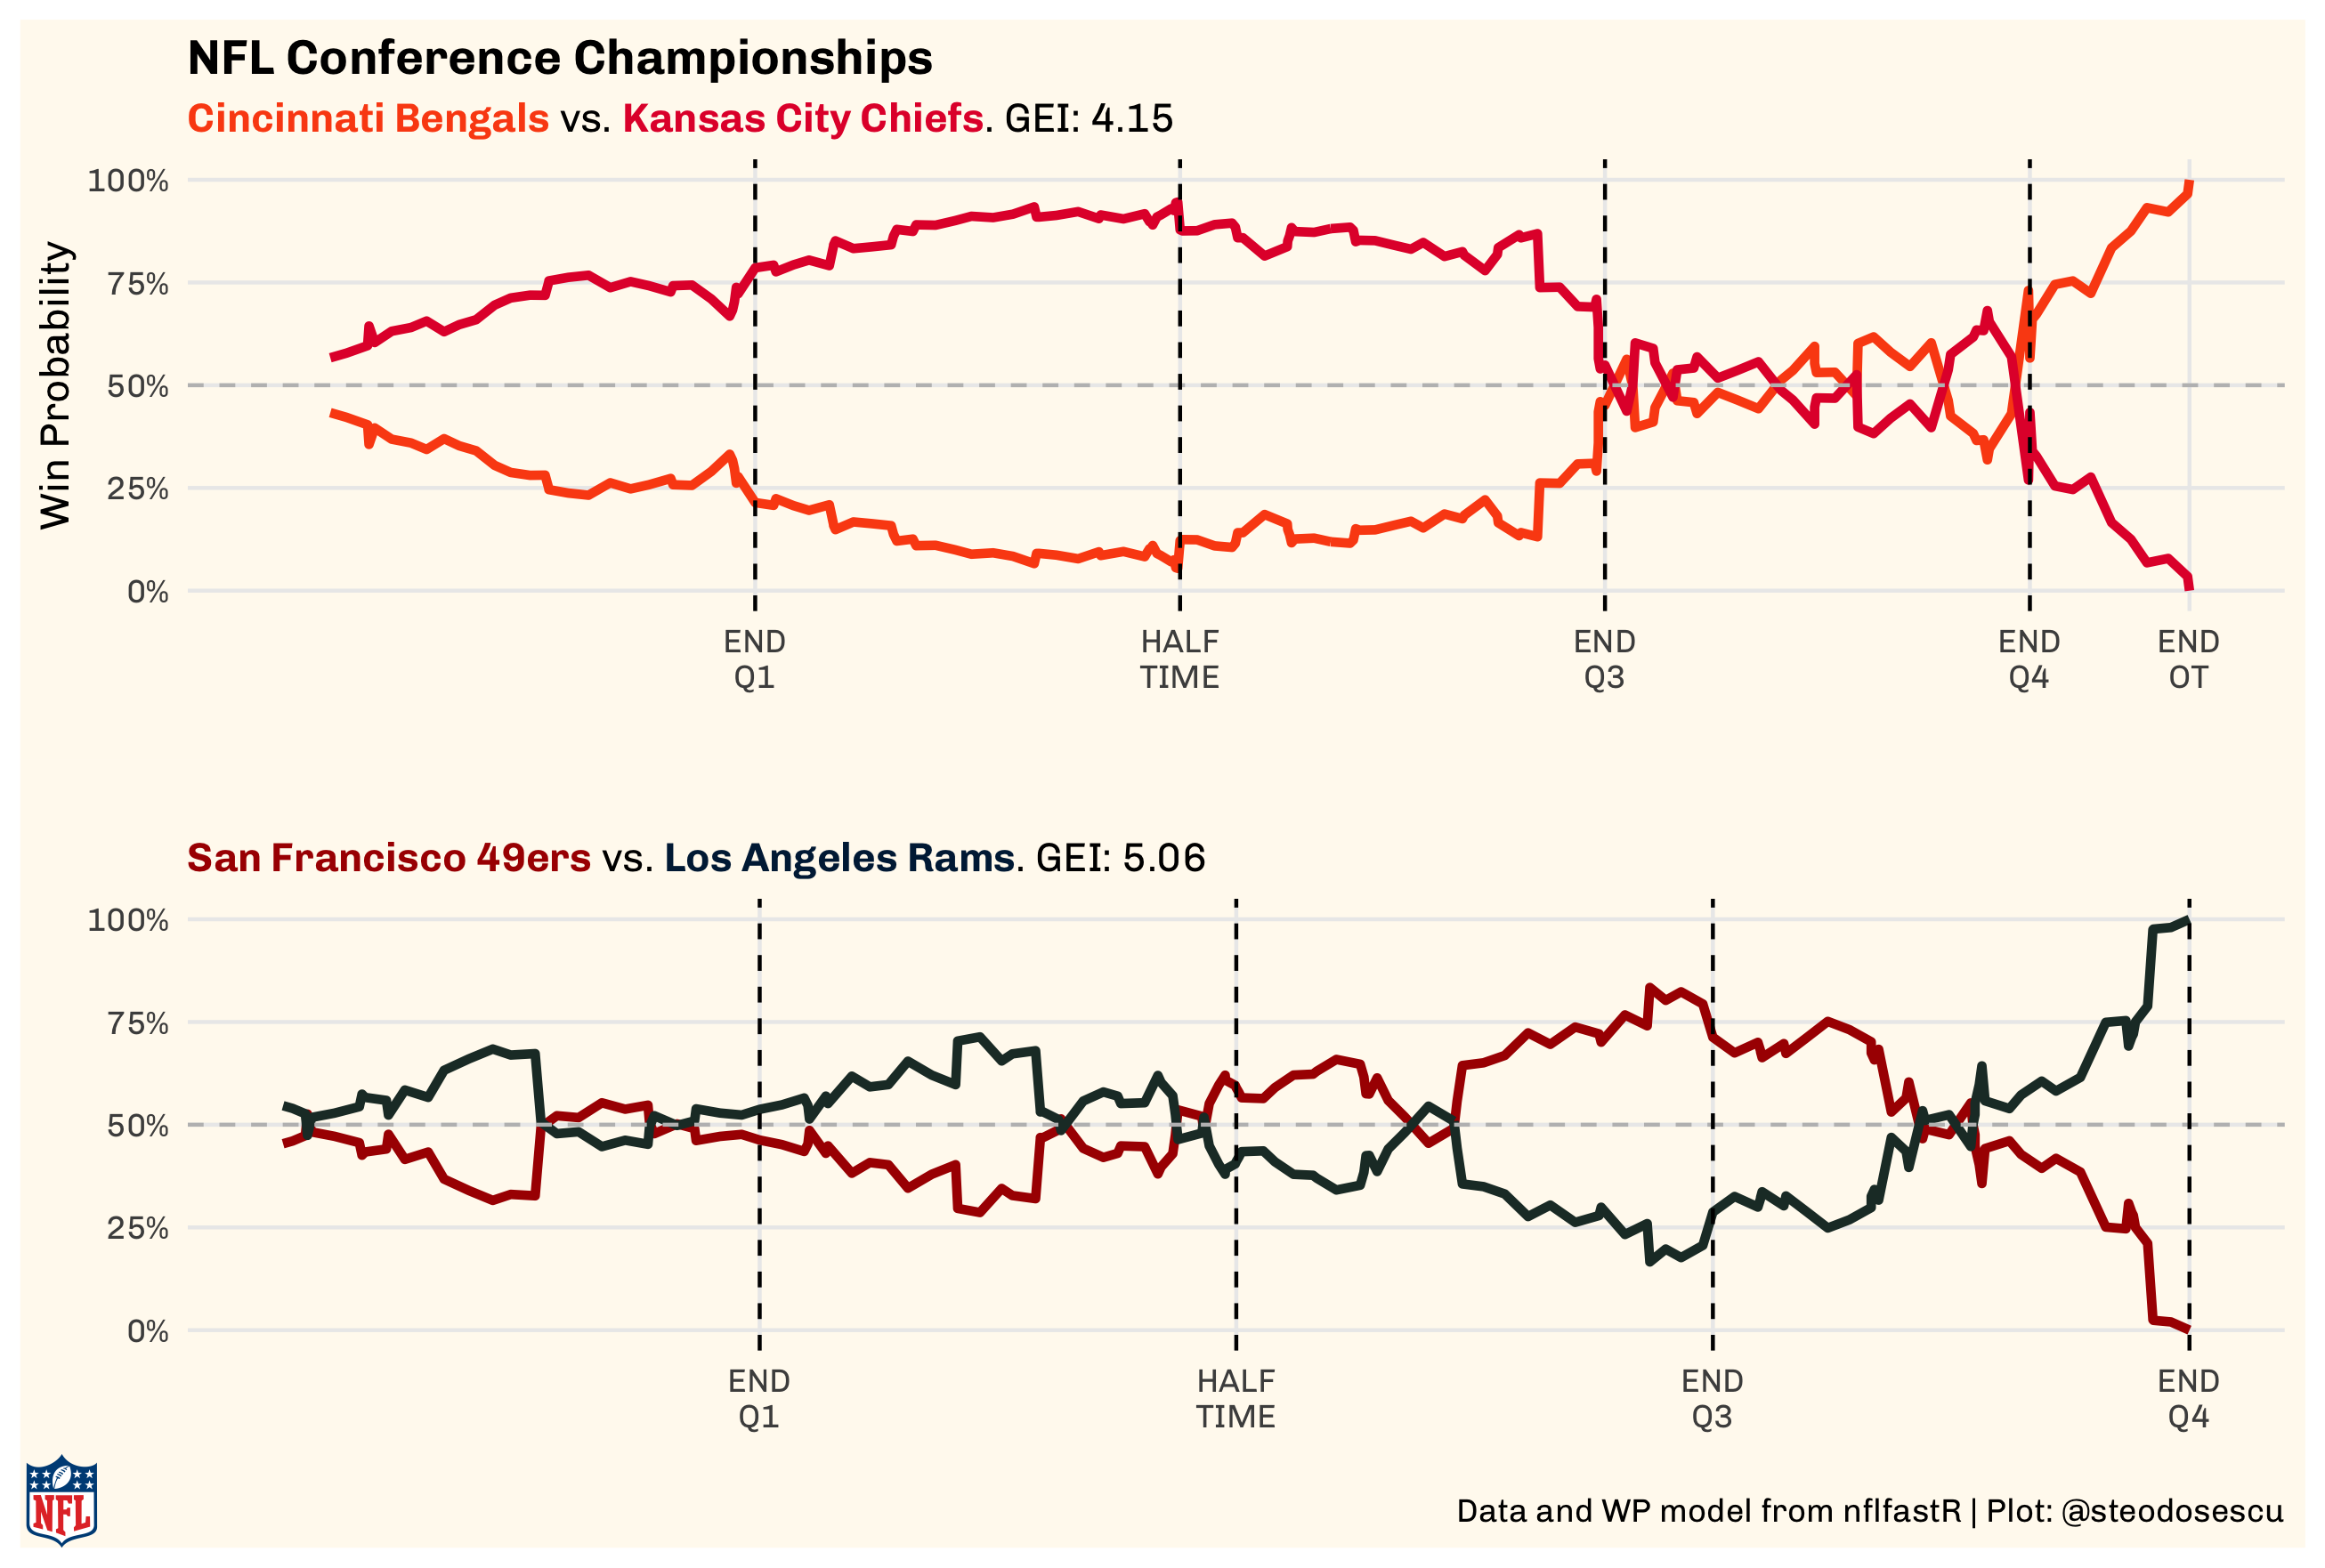 NFL Conference Championships
Cincinnati Bengals vs. Kansas City Chiefs. GEI: 4.15
Win Probability
100%
75%
50%
25%
0%
END Q1
HALF TIME
END Q3
END Q4
END OT
San Francisco 49ers vs. Los Angeles Rams. GEI: 5.06
100%
75%
50%
25%
0%
END Q1
HALF TIME
END Q3
END Q4
NFL
Data and WP model from nflfastR | Plot: @steodosescu